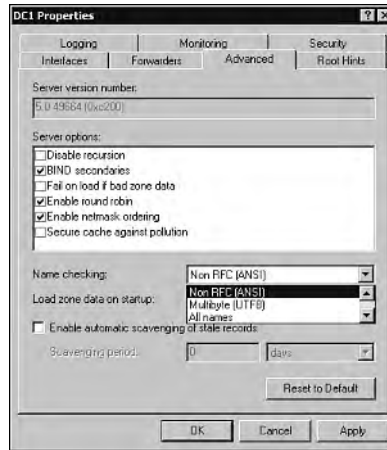 DC1 Properties
Logging Monitoring Security
Interfaces Forwarders Advanced Root Hints
Server version number:
5.0 49664 (0xc200)
Server options:
Disable recursion
BIND secondaries
Fail on load if bad zone data
Enable round robin
Enable netmask ordering
Secure cache against pollution
Name checking: Non RFC (ANSI)
Non RFC (ANSI)
Load zone data on startup: Multibyte (UTF8)
All names
Enable automatic scavenging of stale records
Scavenging period: 0 days
Reset to Default
OK Cancel Apply